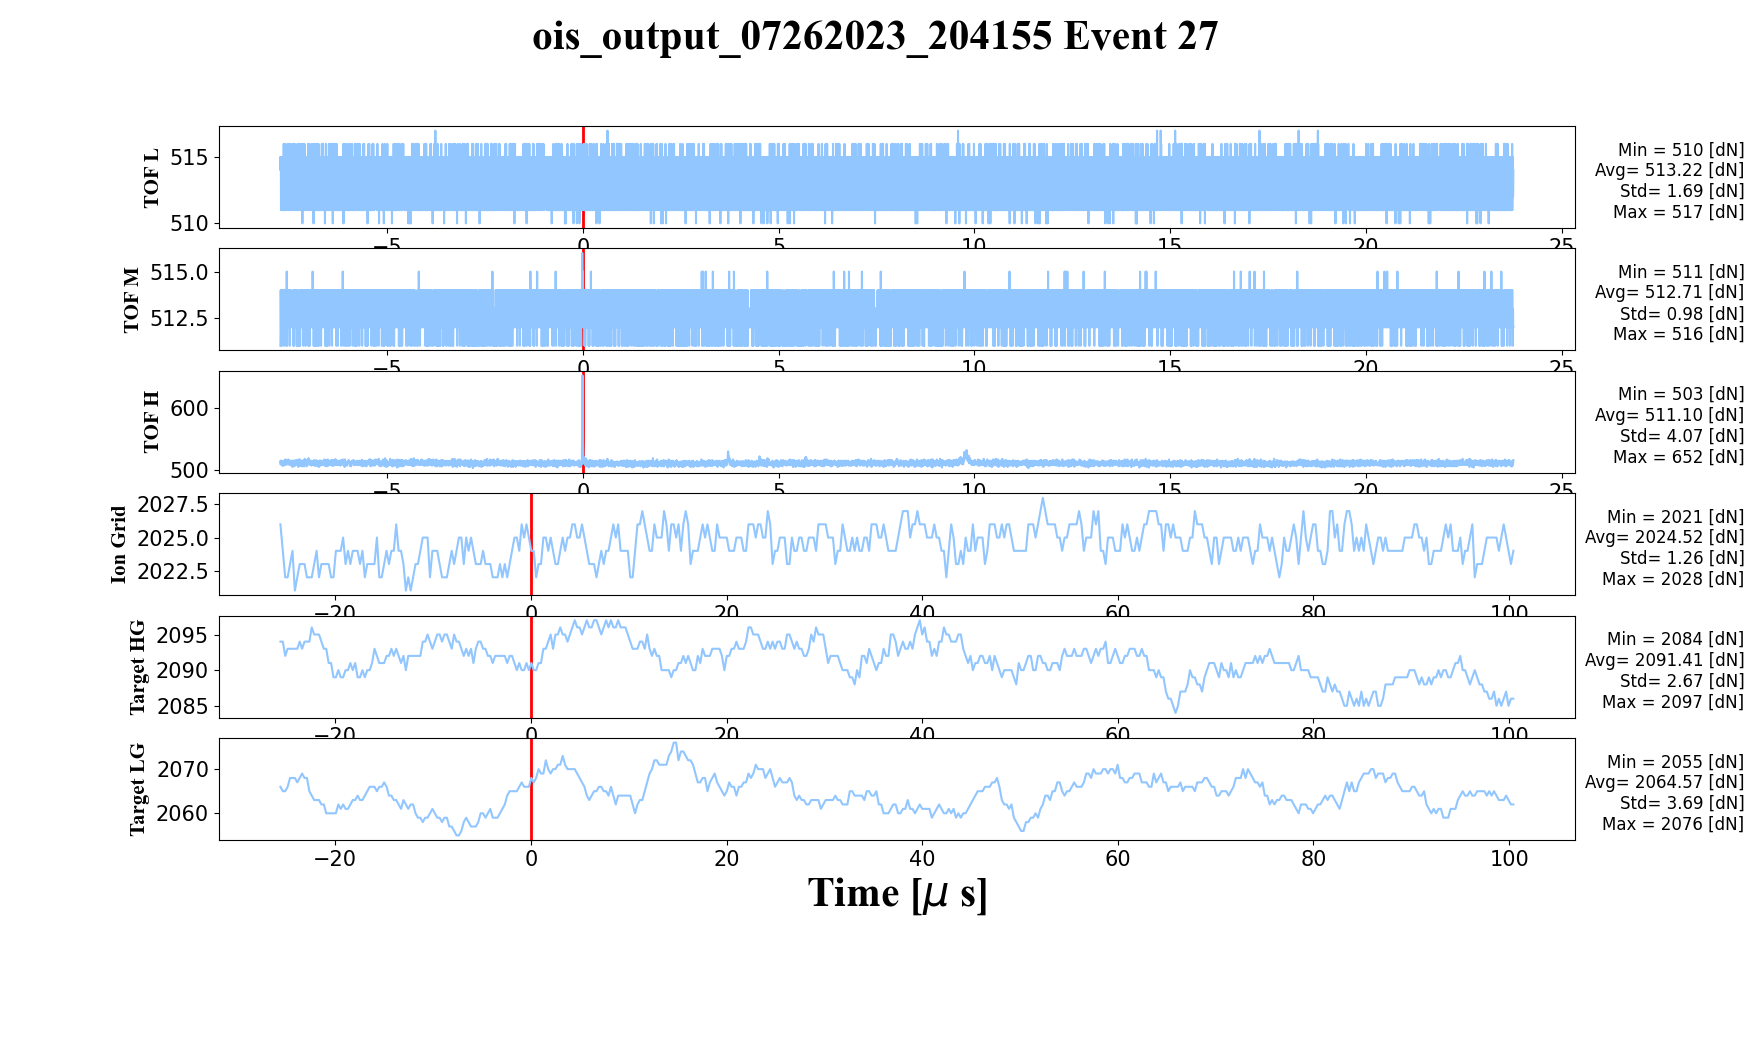 ois_output_07262023_204155 Event 27
TOF L
515
510
−5
0
5
10
15
20
25
Min = 510 [dN]
Avg= 513.22 [dN]
Std= 1.69 [dN]
Max = 517 [dN]
TOF M
515.0
512.5
−5
0
5
10
15
20
25
Min = 511 [dN]
Avg= 512.71 [dN]
Std= 0.98 [dN]
Max = 516 [dN]
TOF H
600
500
−5
0
5
10
15
20
25
Min = 503 [dN]
Avg= 511.10 [dN]
Std= 4.07 [dN]
Max = 652 [dN]
Ion Grid
2027.5
2025.0
2022.5
−20
0
20
40
60
80
100
Min = 2021 [dN]
Avg= 2024.52 [dN]
Std= 1.26 [dN]
Max = 2028 [dN]
Target HG
2095
2090
2085
−20
0
20
40
60
80
100
Min = 2084 [dN]
Avg= 2091.41 [dN]
Std= 2.67 [dN]
Max = 2097 [dN]
Target LG
2070
2060
−20
0
20
40
60
80
100
Min = 2055 [dN]
Avg= 2064.57 [dN]
Std= 3.69 [dN]
Max = 2076 [dN]
Time [μ s]